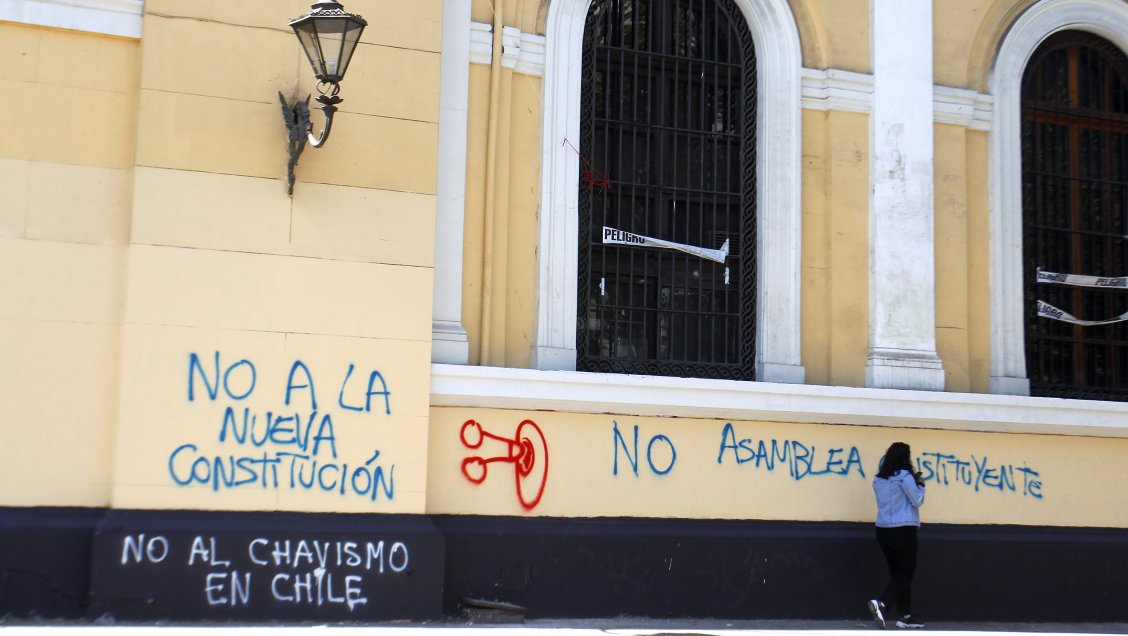 PELIGRO
NO A LA
NUEVA
CONSTITUCIÓN
NO ASAMBLEA
NO AL CHAVISMO
EN CHILE